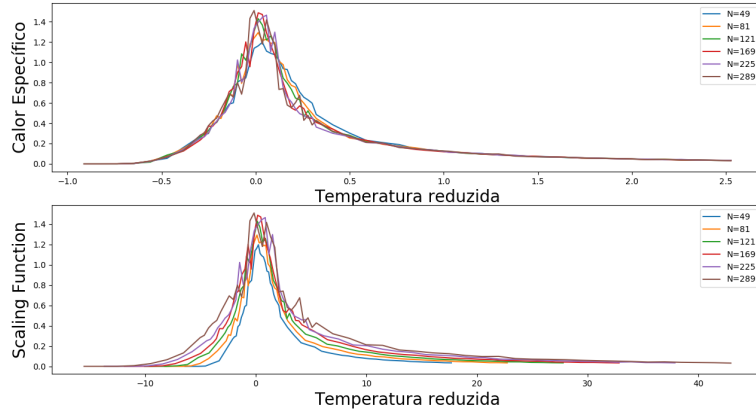 Calor Específico
1.4
1.2
1.0
0.8
0.6
0.4
0.2
0.0
N=49
N=81
N=121
N=169
N=225
N=289
−1.0 −0.5 0.0 0.5 1.0 1.5 2.0 2.5
Temperatura reduzida
Scaling Function
1.4
1.2
1.0
0.8
0.6
0.4
0.2
0.0
N=49
N=81
N=121
N=169
N=225
N=289
−10 0 10 20 30 40
Temperatura reduzida